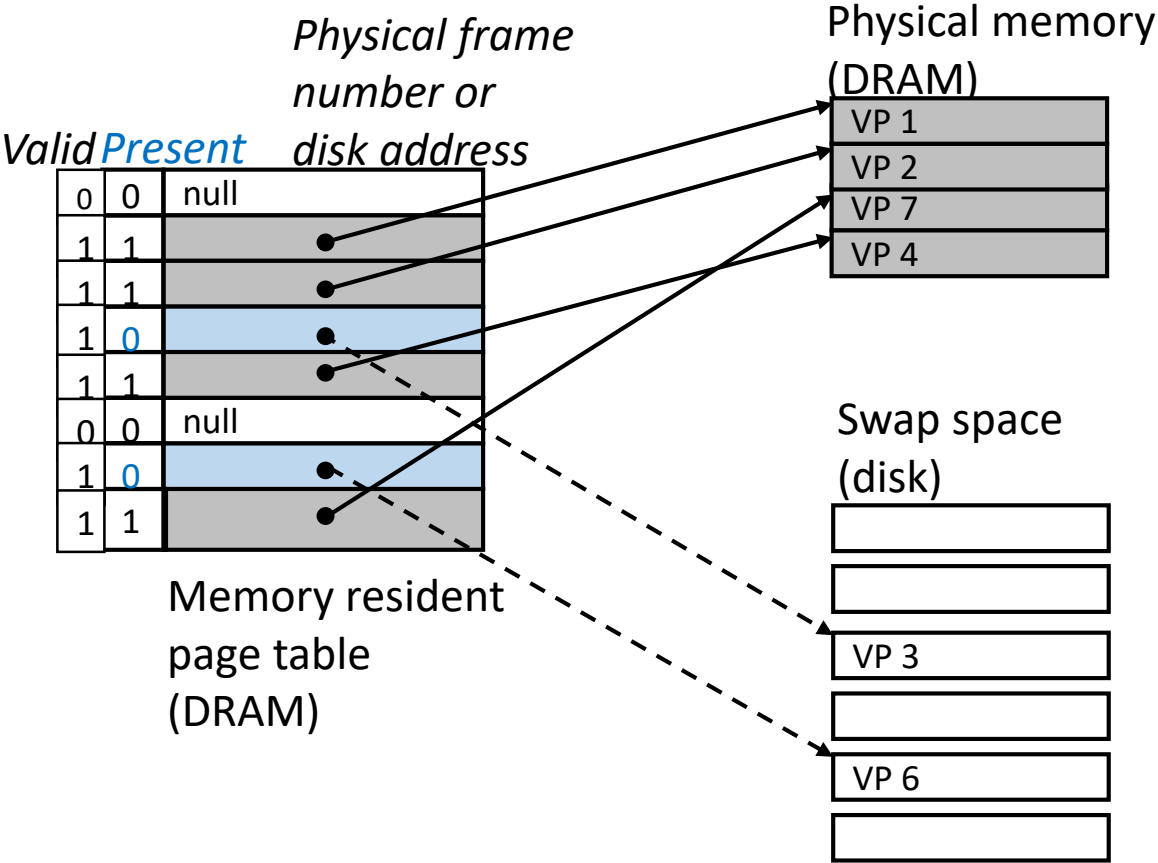 Physical frame
number or
disk address
Valid Present
0 0 null
1 1
1 1
1 0
1 1
0 0 null
1 0
1 1
Memory resident
page table
(DRAM)
Physical memory
(DRAM)
VP 1
VP 2
VP 7
VP 4
Swap space
(disk)
VP 3
VP 6